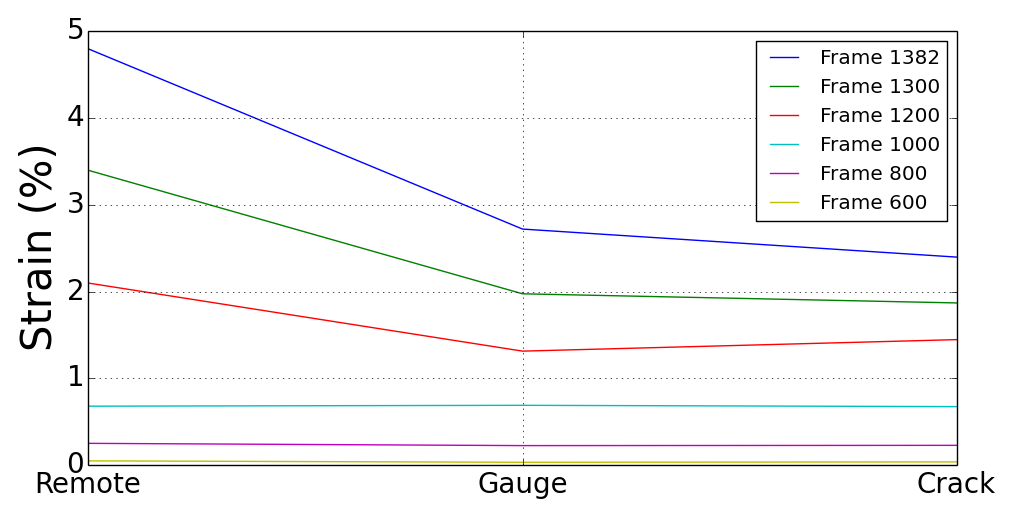 5
4
3
2
1
0
Strain (%)
Remote
Gauge
Crack
Frame 1382
Frame 1300
Frame 1200
Frame 1000
Frame 800
Frame 600